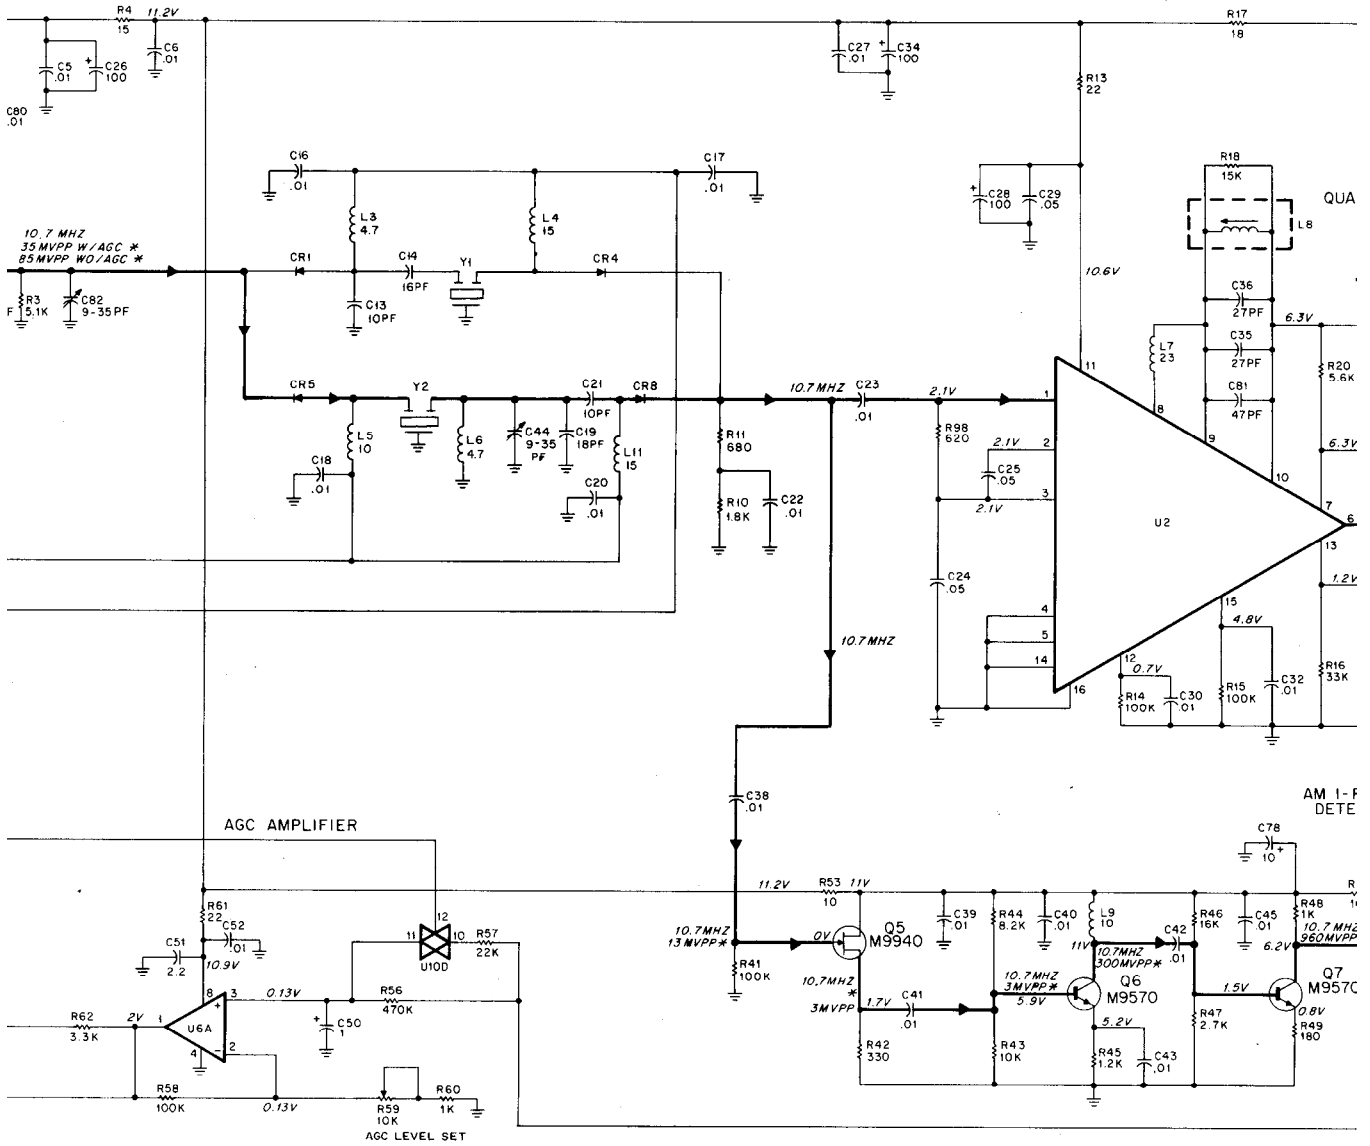 R4
15
11.2V
C5
.01
+
C26
100
C6
.01
C80
.01
C27
.01
+
C34
100
R17
18
R13
22
C16
.01
C17
.01
+
C28
100
C29
.05
R18
15K
QUA
L8
L3
4.7
L4
15
10.7 MHZ
35MVPP W/AGC *
85MVPP WO/AGC *
CR1
C14
16PF
Y1
CR4
10.6V
F
R3
5.1K
C82
9-35PF
C13
10PF
C36
27PF
6.3V
L7
23
C35
27PF
R20
5.6K
11
CR5
Y2
C21
10PF
CR8
10.7MHZ
C23
.01
2.1V
1
8
C81
47PF
L5
10
L6
4.7
C44
9-35
PF
C19
18PF
L11
15
R11
680
R98
620
2.1V
2
9
6.3V
C18
.01
C20
.01
R10
1.8K
C22
.01
C25
.05
2.1V
3
10
U2
7
6
13
C24
.05
1.2V
15
4
4.8V
5
10.7MHZ
14
12
0.7V
16
R14
100K
C30
.01
R15
100K
C32
.01
R16
33K
C38
.01
AM I-F
DETE
AGC AMPLIFIER
C78
10
+
11.2V
R53
10
11V
R61
22
C52
.01
C51
2.2
10.9V
12
11
10
U10D
R57
22K
10.7MHZ
13MVPP*
0V
Q5
M9940
C39
.01
R44
8.2K
C40
.01
L9
10
R46
16K
C45
.01
R48
1K
11V
10.7MHZ
300MVPP*
C42
.01
6.2V
10.7 MHZ
960MVPP
R41
100K
10.7MHZ
*
3MVPP
1.7V
C41
.01
10.7MHZ
3MVPP*
5.9V
Q6
M9570
1.5V
Q7
M9570
0.8V
8
3
0.13V
R56
470K
+
U6A
-
4
2
1
2V
R62
3.3K
+
C50
1
R42
330
R43
10K
5.2V
R45
1.2K
C43
.01
R47
2.7K
R49
180
R58
100K
0.13V
R59
10K
R60
1K
AGC LEVEL SET